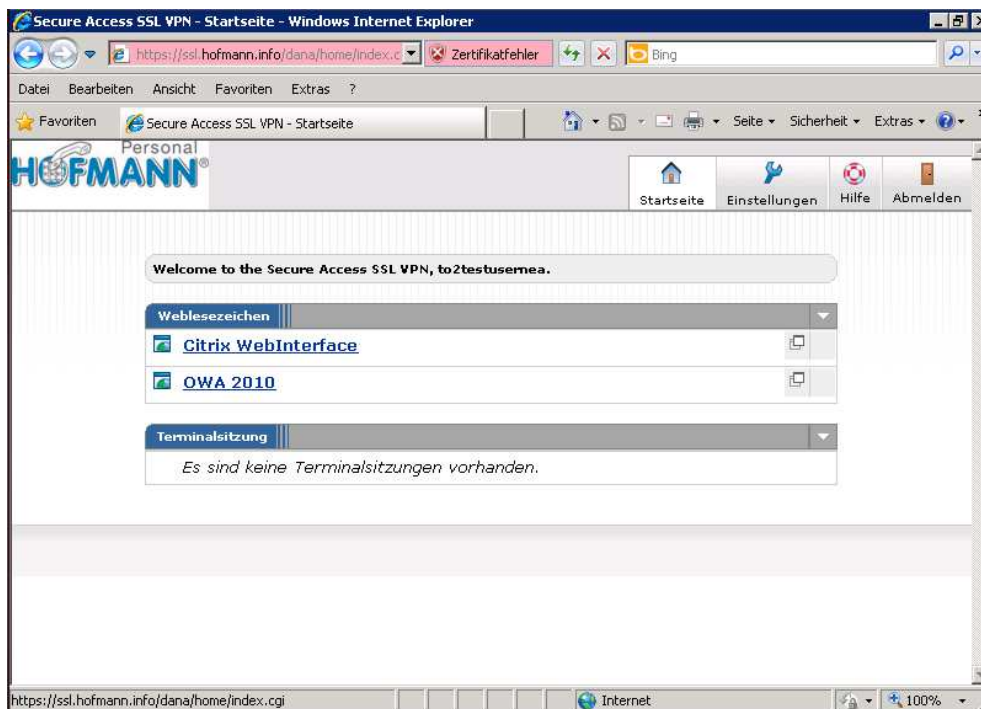 Secure Access SSL VPN - Startseite - Windows Internet Explorer
https://ssl.hofmann.info/dana/home/index.c Zertifikatfehler Bing
Datei Bearbeiten Ansicht Favoriten Extras ?
Favoriten Secure Access SSL VPN - Startseite Seite Sicherheit Extras
Personal
HOFMANN®
Startseite Einstellungen Hilfe Abmelden
Welcome to the Secure Access SSL VPN, to2testusernea.
Weblesezeichen
Citrix WebInterface
OWA 2010
Terminalsitzung
Es sind keine Terminalsitzungen vorhanden.
https://ssl.hofmann.info/dana/home/index.cgi Internet 100%